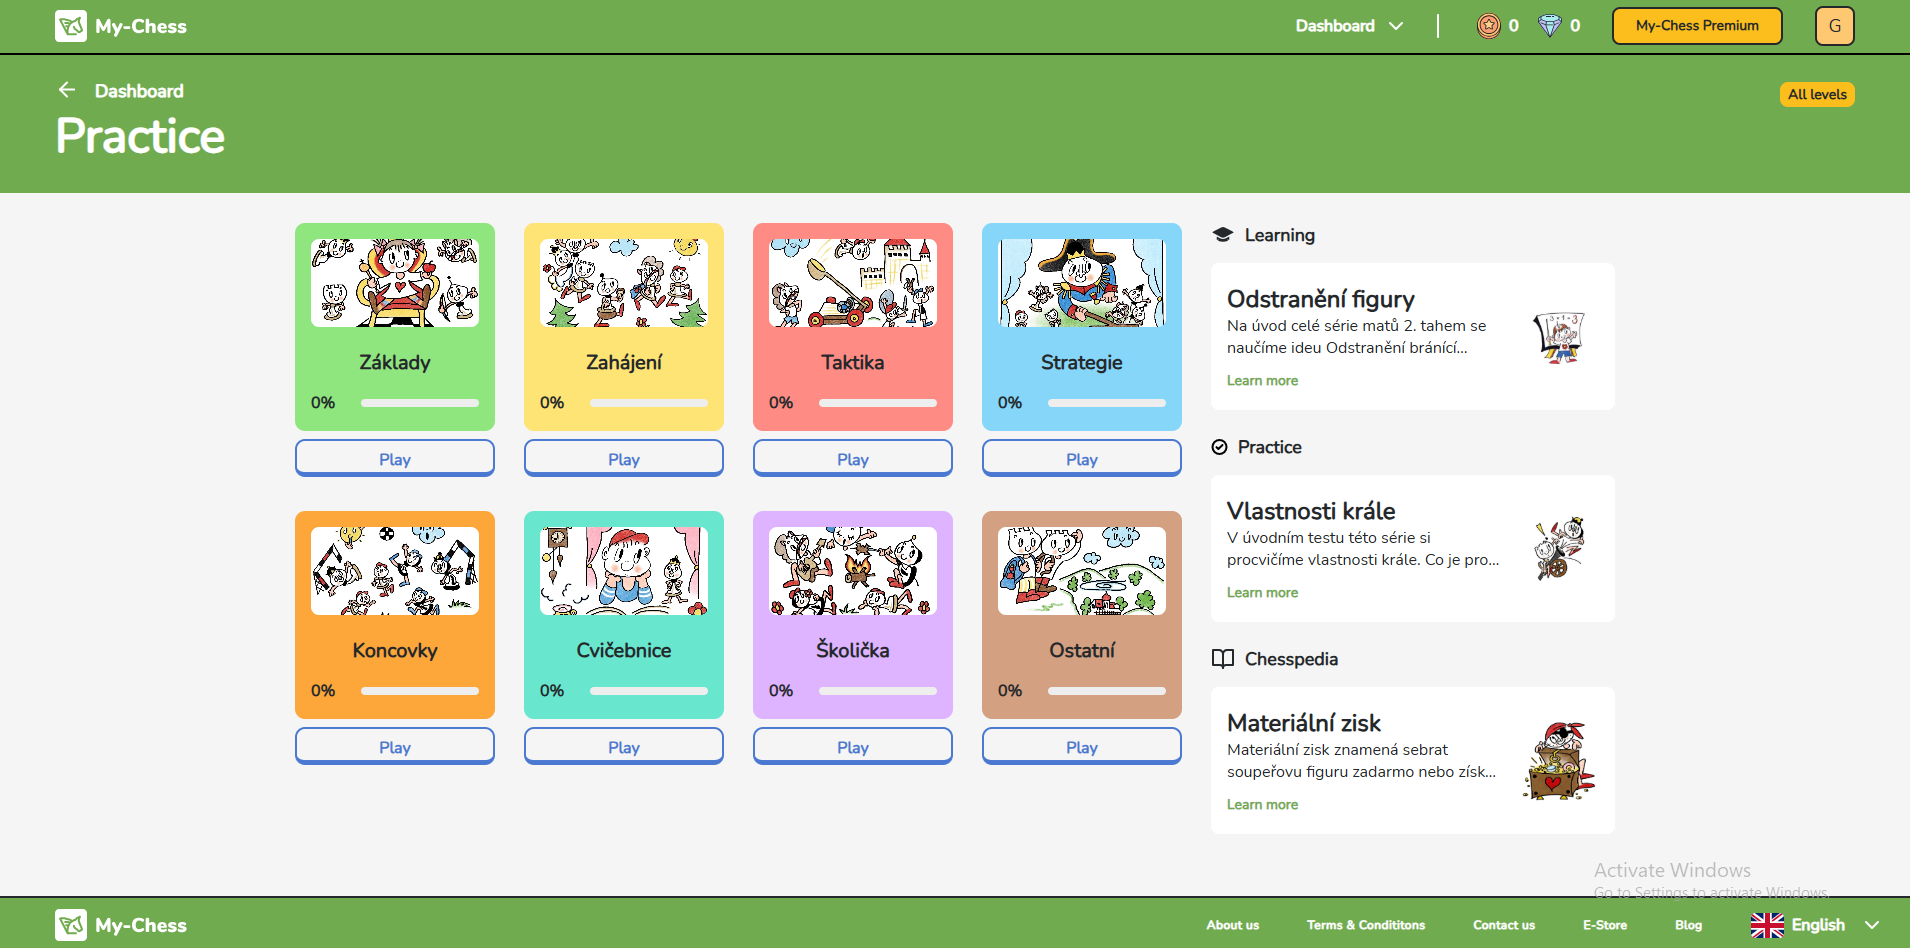 My-Chess
Dashboard
0
0
My-Chess Premium
G
Dashboard
All levels
Practice
Základy
0%
Play
Zahájení
0%
Play
Taktika
0%
Play
Strategie
0%
Play
Koncovky
0%
Play
Cvičebnice
0%
Play
Školička
0%
Play
Ostatní
0%
Play
Learning
Odstranění figury
Na úvod celé série matů 2. tahem se
naučíme ideu Odstranění bránící...
Learn more
Practice
Vlastnosti krále
V úvodním testu této série si
procvičíme vlastnosti krále. Co je pro...
Learn more
Chesspedia
Materiální zisk
Materiální zisk znamená sebrat
soupeřovu figuru zadarmo nebo získ...
Learn more
Activate Windows
Go to Settings to activate Windows.
My-Chess
About us
Terms & Condititons
Contact us
E-Store
Blog
English